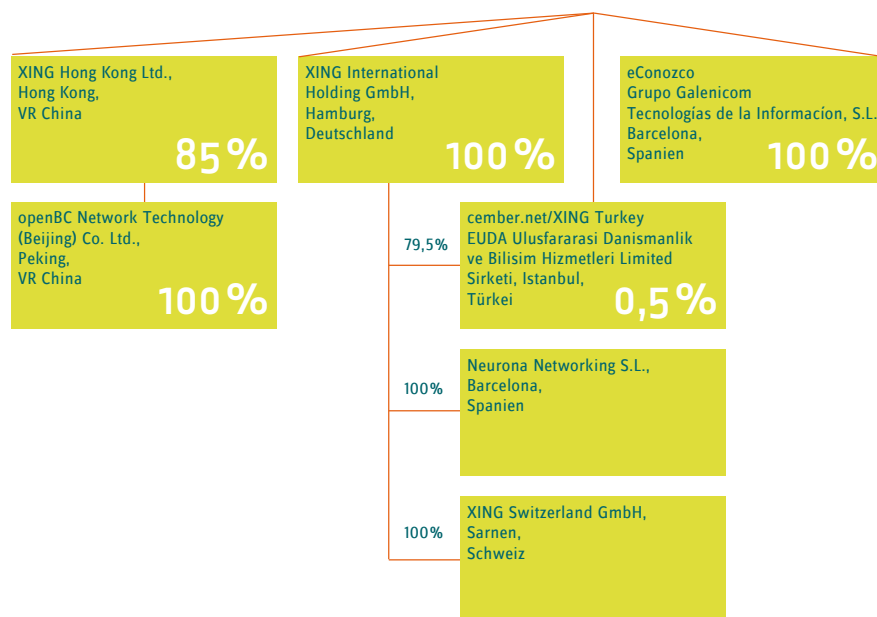 XING Hong Kong Ltd.,
Hong Kong,
VR China
85%
XING International
Holding GmbH,
Hamburg,
Deutschland
100%
eConozco
Grupo Galenicom
Tecnologías de la Informacíon, S.L.
Barcelona,
Spanien
100%
openBC Network Technology
(Beijing) Co. Ltd.,
Peking,
VR China
100%
79,5%
cember.net/XING Turkey
EUDA Ulusfararasi Danismanlik
ve Bilisim Hizmetleri Limited
Sirketi, Istanbul,
Türkei
0,5%
100%
Neurona Networking S.L.,
Barcelona,
Spanien
100%
XING Switzerland GmbH,
Sarnen,
Schweiz